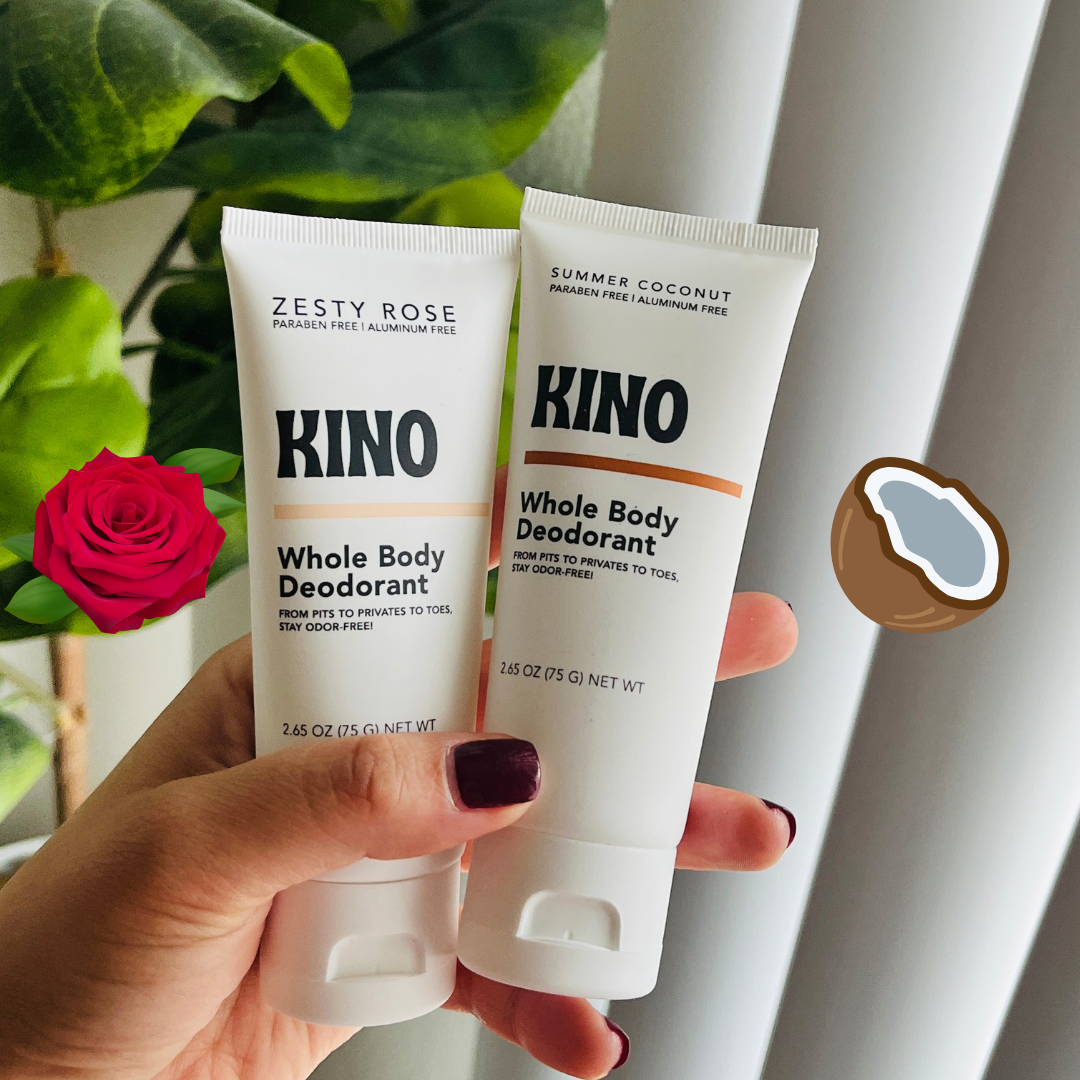 ZESTY ROSE
PARABEN FREE | ALUMINUM FREE
KINO
Whole Body
Deodorant
FROM PITS TO PRIVATES TO TOES,
STAY ODOR-FREE!
2.65 OZ (75 G) NET WT
SUMMER COCONUT
PARABEN FREE | ALUMINUM FREE
KINO
Whole Body
Deodorant
FROM PITS TO PRIVATES TO TOES,
STAY ODOR-FREE!
2.65 OZ (75 G) NET WT